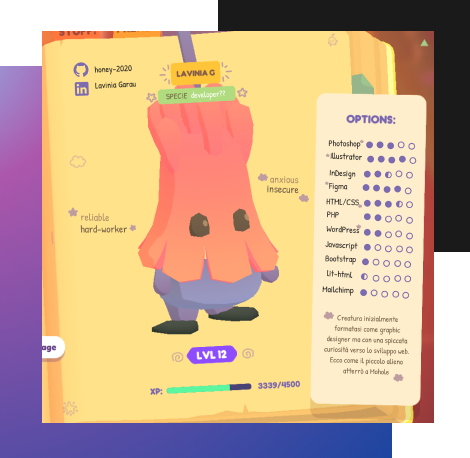 honey-2020
Lavinia Garau
LAVINIA G
SPECIE: developer??
anxious
insecure
reliable
hard-worker
age
LVL 12
XP:
3339/4500
OPTIONS:
Photoshop
Illustrator
InDesign
Figma
HTML/CSS
PHP
WordPress
Javascript
Bootstrap
Lit-html
Mailchimp
Creatura inizialmente
formatasi come graphic
designer ma con una spiccata
curiosità verso lo sviluppo web.
Ecco come il piccolo alieno
atterrò a Mohole